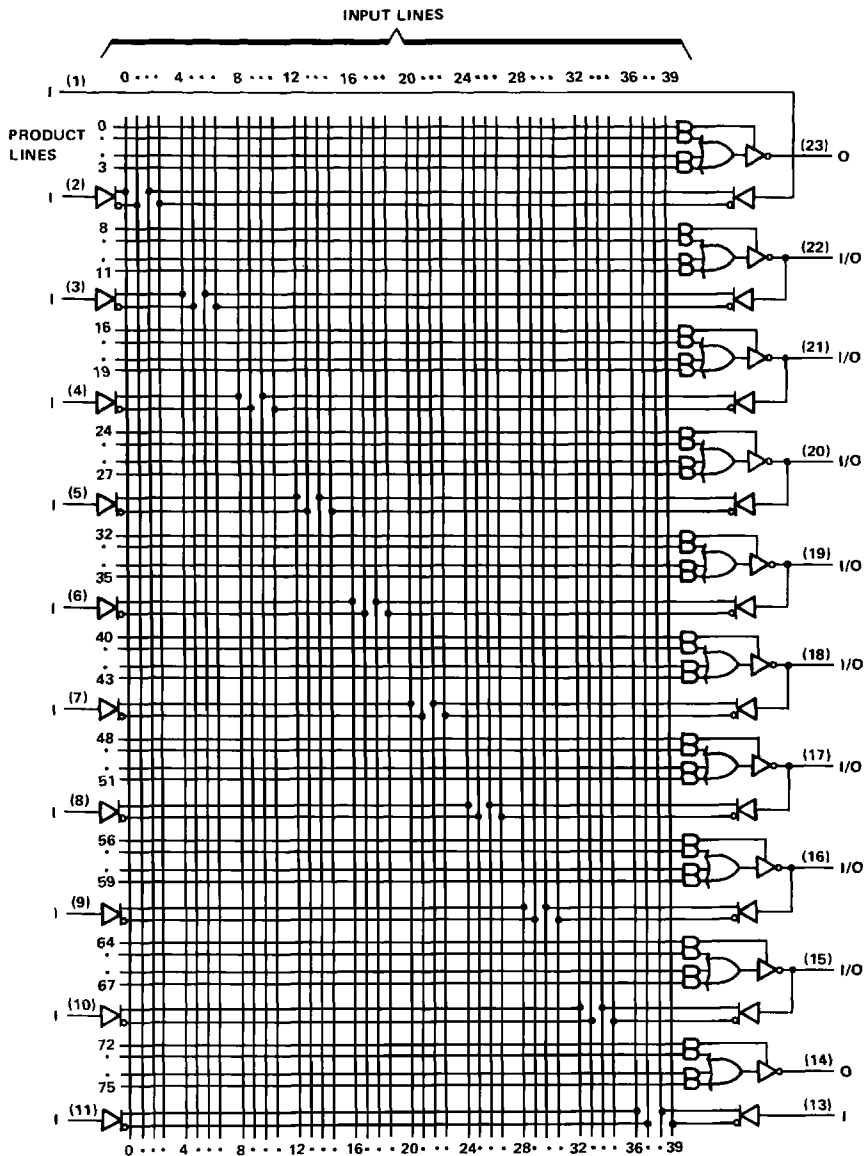 INPUT LINES
0 • • • 4 • • • 8 • • • 12 • • • 16 • • • 20 • • • 24 • • • 28 • • • 32 • • • 36 • • 39
I (1)
PRODUCT LINES
0
•
•
3
(23) O
I (2)
8
•
•
11
(22) I/O
I (3)
16
•
•
19
(21) I/O
I (4)
24
•
•
27
(20) I/O
I (5)
32
•
•
35
(19) I/O
I (6)
40
•
•
43
(18) I/O
I (7)
48
•
•
51
(17) I/O
I (8)
56
•
•
59
(16) I/O
I (9)
64
•
•
67
(15) I/O
I (10)
72
•
•
75
(14) O
I (11)
(13) I
0 • • • 4 • • • 8 • • • 12 • • • 16 • • • 20 • • • 24 • • • 28 • • • 32 • • • 36 • • 39